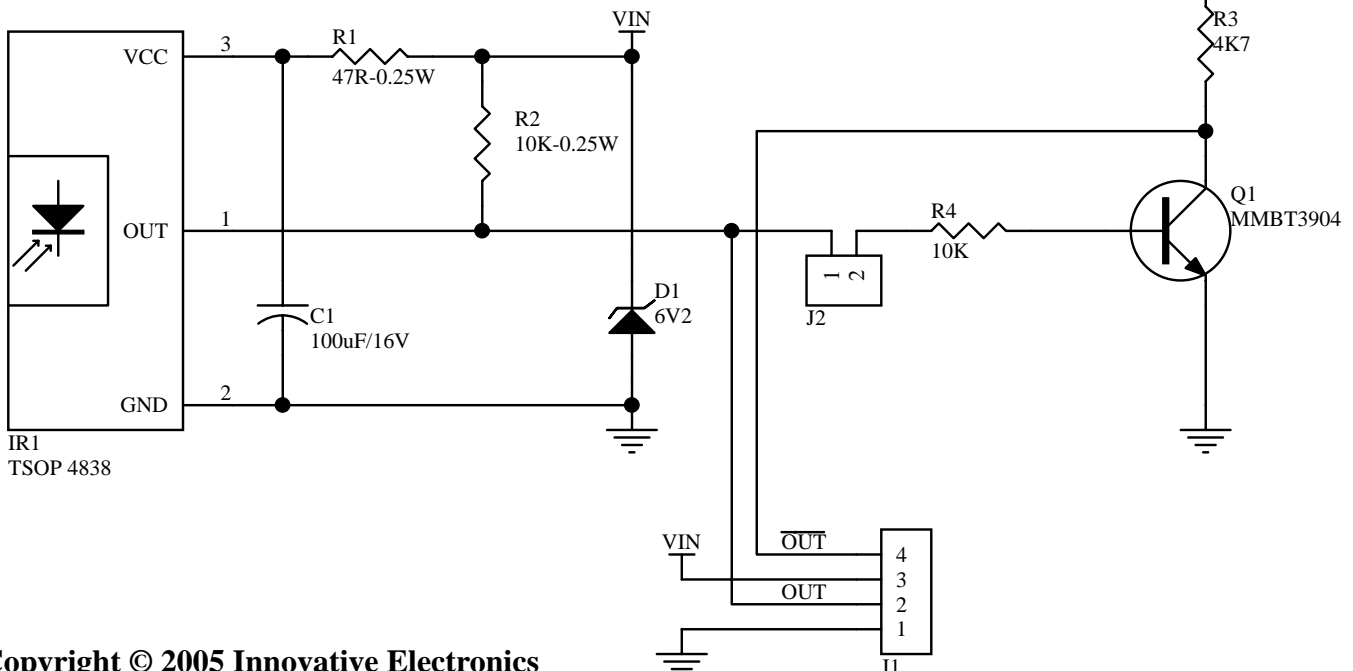 VIN
R3
4K7
VCC
3
R1
47R-0.25W
R2
10K-0.25W
OUT
1
R4
10K
Q1
MMBT3904
1
2
J2
D1
6V2
C1
100uF/16V
GND
2
IR1
TSOP 4838
VIN
OUT
4
3
OUT
2
1
J1
Copyright © 2005 Innovative Electronics